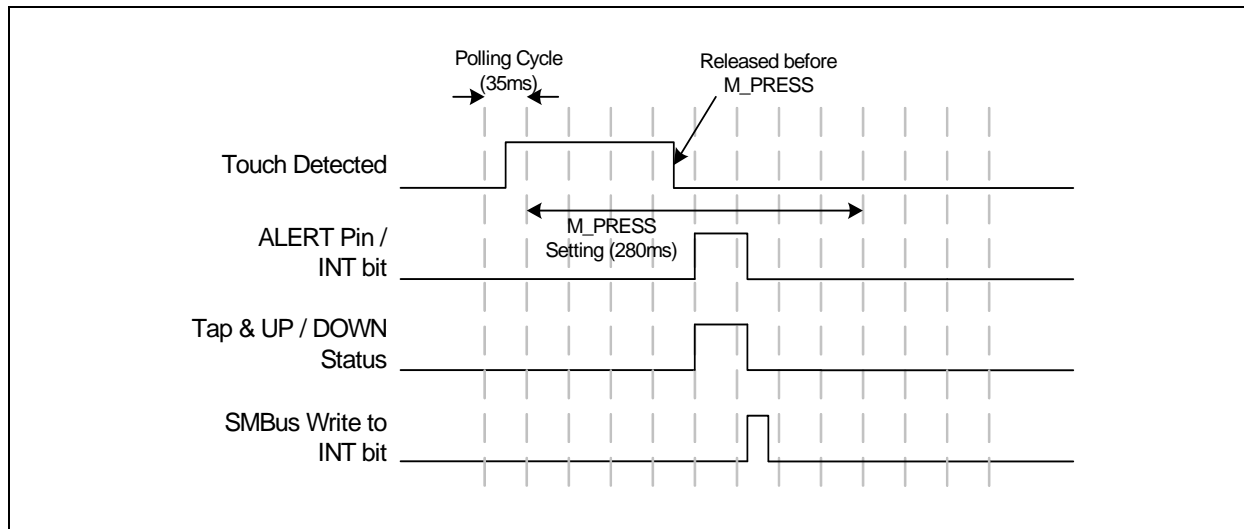 Polling Cycle
(35ms)
Released before
M_PRESS
Touch Detected
M_PRESS
Setting (280ms)
ALERT Pin /
INT bit
Tap & UP / DOWN
Status
SMBus Write to
INT bit